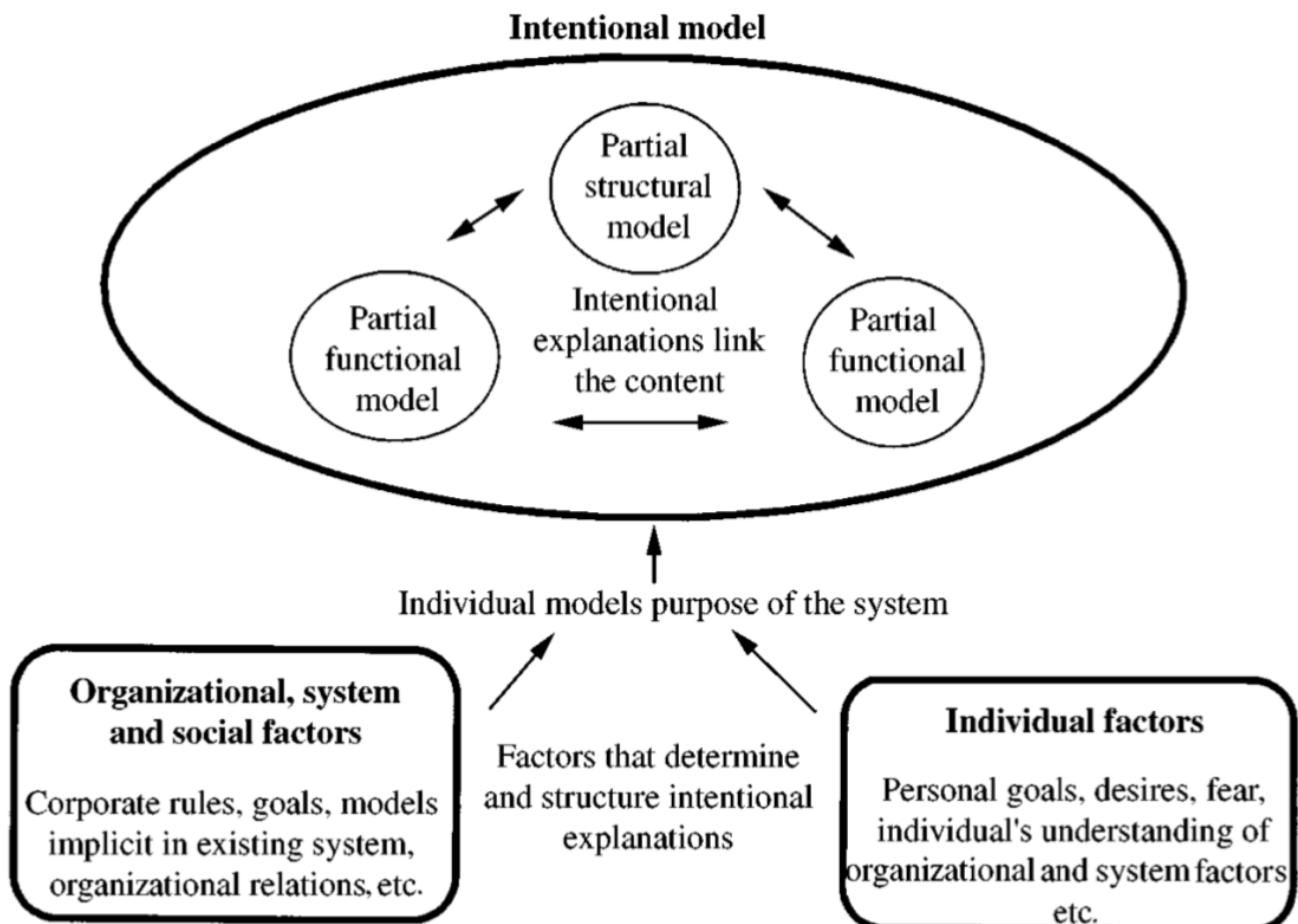 Intentional model
Partial
structural
model
Partial
functional
model
Intentional
explanations link
the content
Partial
functional
model
Individual models purpose of the system
Organizational, system
and social factors
Corporate rules, goals, models
implicit in existing system,
organizational relations, etc.
Factors that determine
and structure intentional
explanations
Individual factors
Personal goals, desires, fear,
individual's understanding of
organizational and system factors
etc.